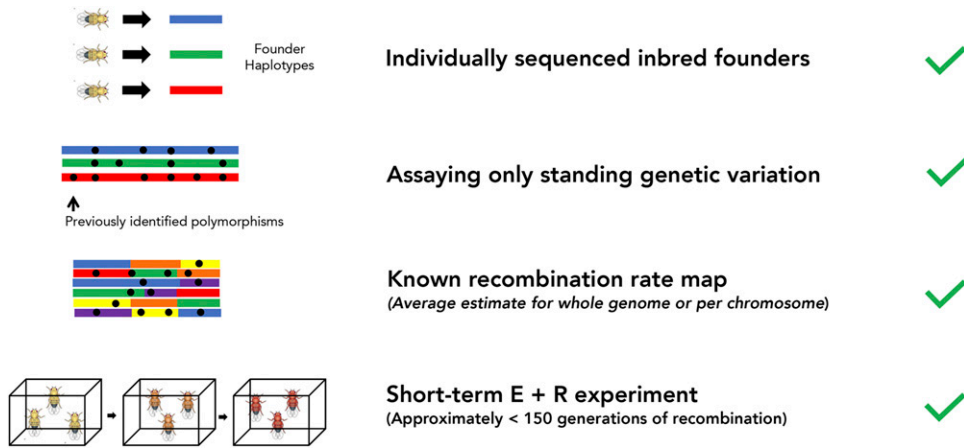 Founder
Haplotypes
Individually sequenced inbred founders
Assaying only standing genetic variation
Previously identified polymorphisms
Known recombination rate map
(Average estimate for whole genome or per chromosome)
Short-term E + R experiment
(Approximately < 150 generations of recombination)